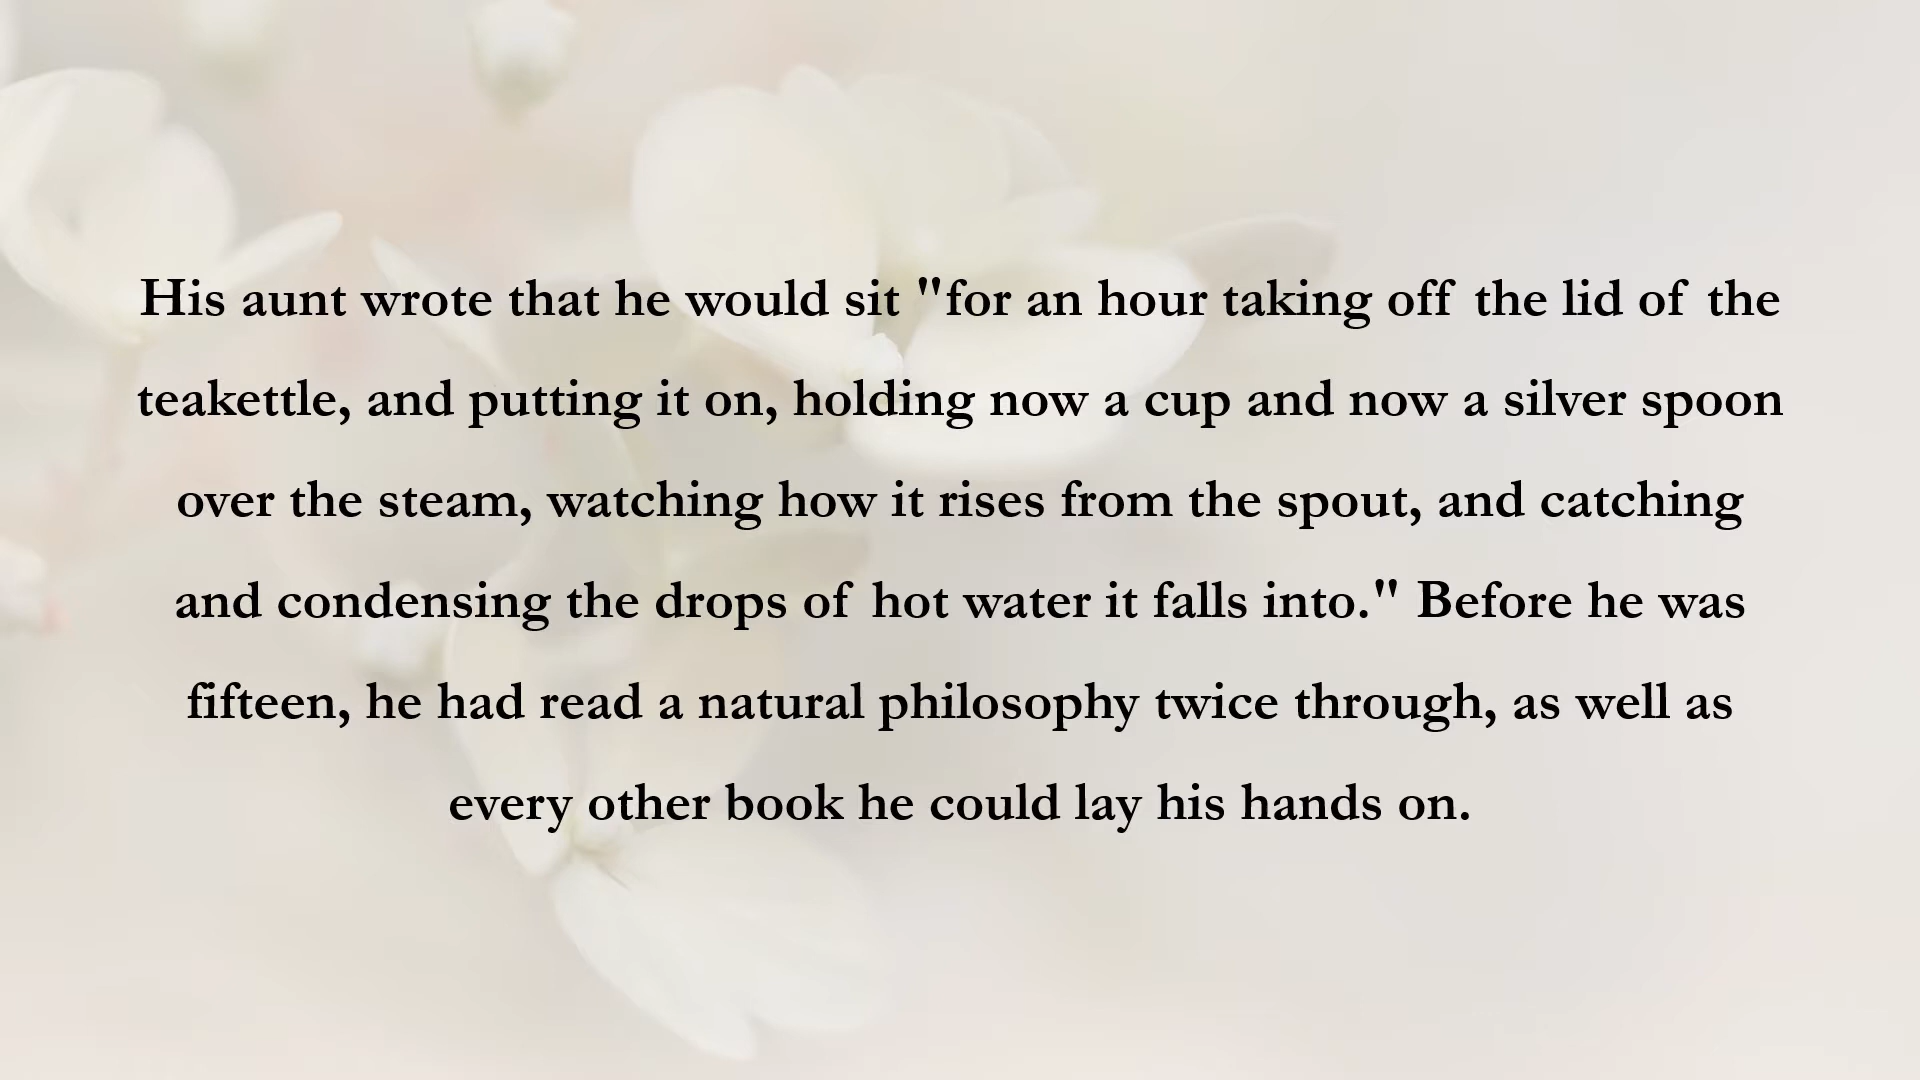 His aunt wrote that he would sit "for an hour taking off the lid of the
teakettle, and putting it on, holding now a cup and now a silver spoon
over the steam, watching how it rises from the spout, and catching
and condensing the drops of hot water it falls into." Before he was
fifteen, he had read a natural philosophy twice through, as well as
every other book he could lay his hands on.